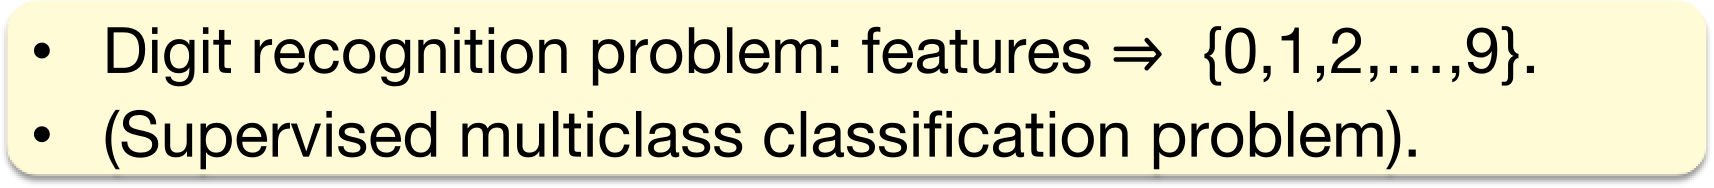 • Digit recognition problem: features ⇒ {0,1,2,…,9}.
• (Supervised multiclass classification problem).